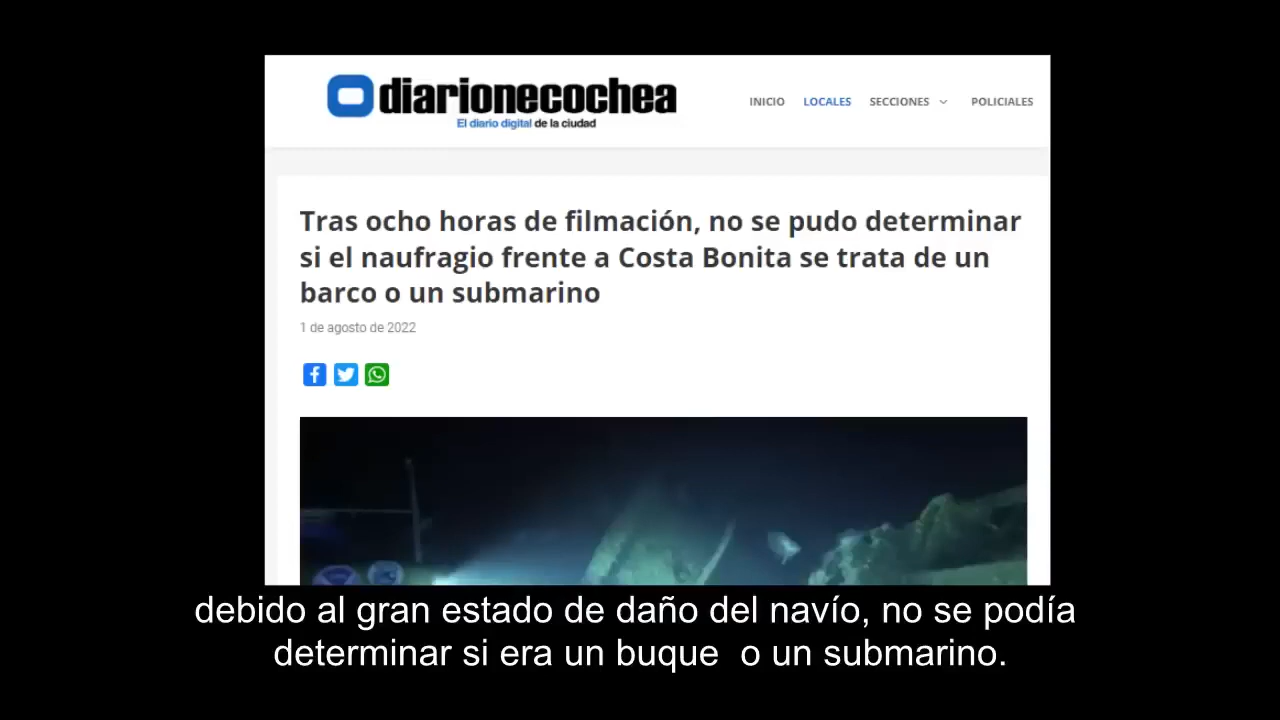 diarionecochea
El diario digital de la ciudad
INICIO LOCALES SECCIONES POLICIALES
Tras ocho horas de filmación, no se pudo determinar
si el naufragio frente a Costa Bonita se trata de un
barco o un submarino
1 de agosto de 2022
debido al gran estado de daño del navío, no se podía
determinar si era un buque  o un submarino.